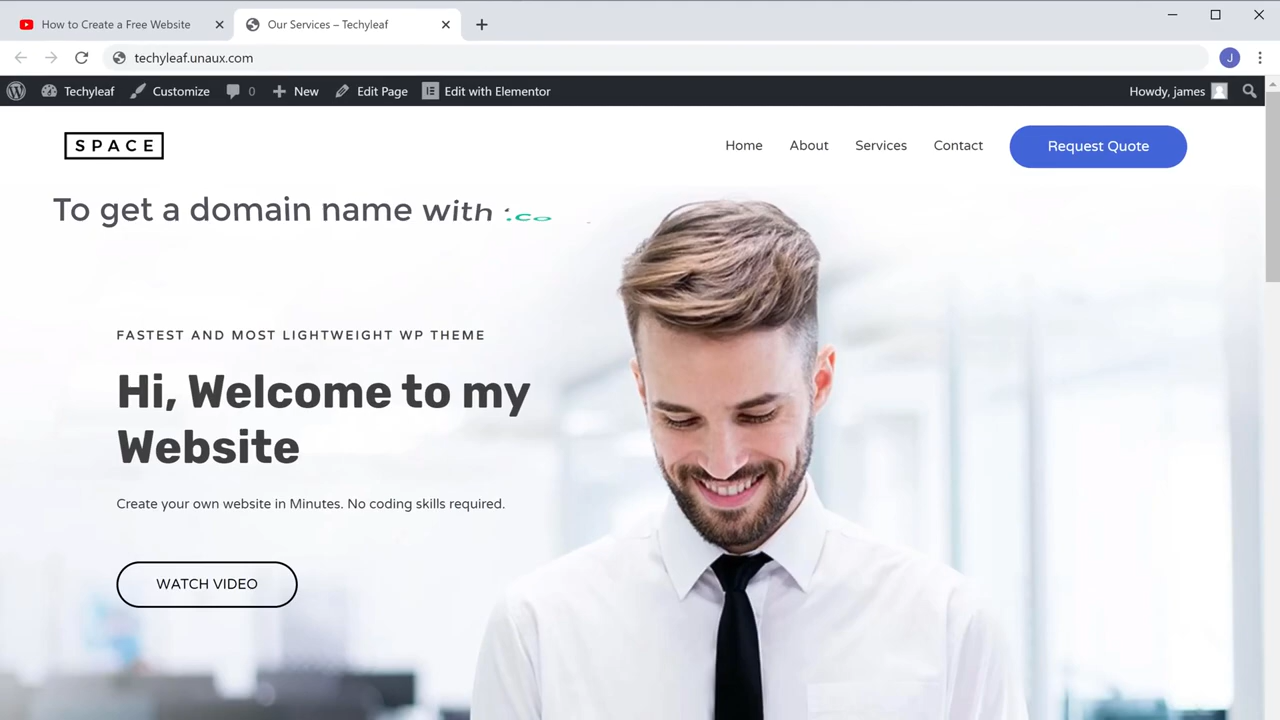 How to Create a Free Website
Our Services – Techyleaf
techyleaf.unaux.com
J
Techyleaf Customize 0 New Edit Page Edit with Elementor Howdy, james
SPACE
Home About Services Contact Request Quote
To get a domain name with .co
FASTEST AND MOST LIGHTWEIGHT WP THEME
Hi, Welcome to my
Website
Create your own website in Minutes. No coding skills required.
WATCH VIDEO